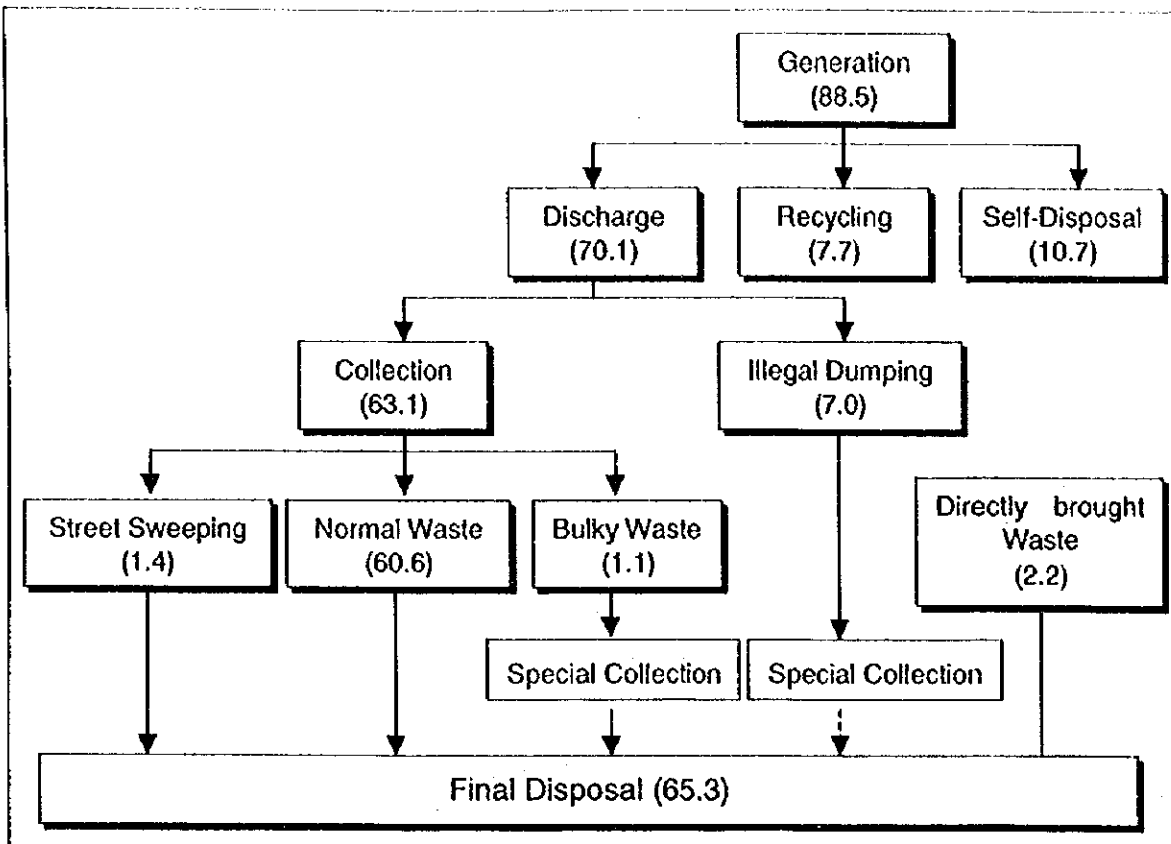 Generation
(88.5)
Discharge
(70.1)
Recycling
(7.7)
Self-Disposal
(10.7)
Collection
(63.1)
Illegal Dumping
(7.0)
Street Sweeping
(1.4)
Normal Waste
(60.6)
Bulky Waste
(1.1)
Directly brought
Waste
(2.2)
Special Collection
Special Collection
Final Disposal (65.3)